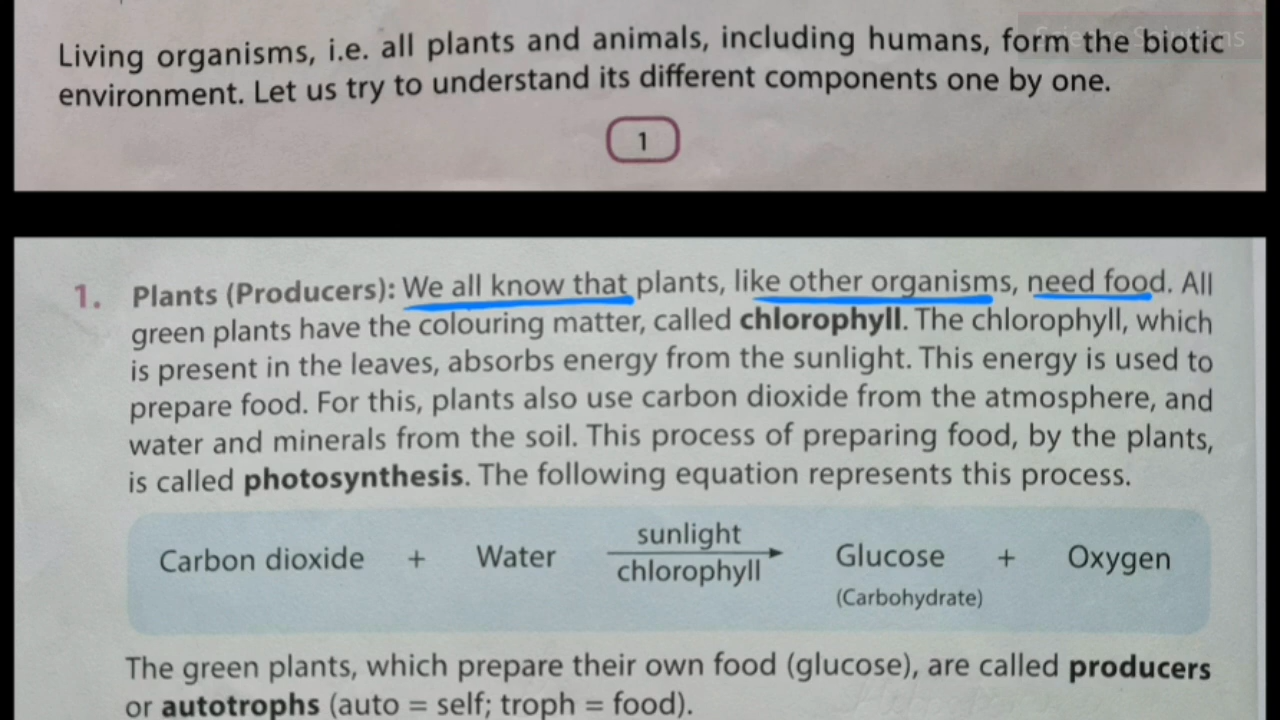 Science Solutions
Living organisms, i.e. all plants and animals, including humans, form the biotic
environment. Let us try to understand its different components one by one.
1
1. Plants (Producers): We all know that plants, like other organisms, need food. All
green plants have the colouring matter, called chlorophyll. The chlorophyll, which
is present in the leaves, absorbs energy from the sunlight. This energy is used to
prepare food. For this, plants also use carbon dioxide from the atmosphere, and
water and minerals from the soil. This process of preparing food, by the plants,
is called photosynthesis. The following equation represents this process.
sunlight
Carbon dioxide + Water Glucose + Oxygen
chlorophyll
(Carbohydrate)
The green plants, which prepare their own food (glucose), are called producers
or autotrophs (auto = self; troph = food).